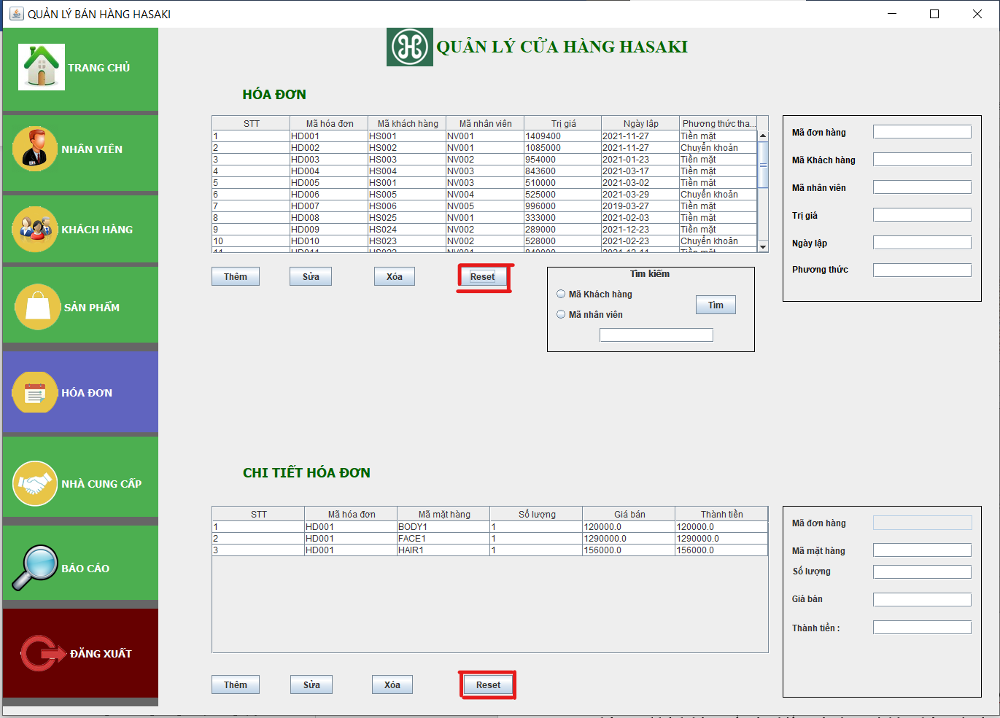 QUẢN LÝ BÁN HÀNG HASAKI
QUẢN LÝ CỬA HÀNG HASAKI
TRANG CHỦ
NHÂN VIÊN
KHÁCH HÀNG
SẢN PHẨM
HÓA ĐƠN
NHÀ CUNG CẤP
BÁO CÁO
ĐĂNG XUẤT
HÓA ĐƠN
STT Mã hóa đơn Mã khách hàng Mã nhân viên Trị giá Ngày lập Phương thức tha...
1 HD001 HS001 NV001 1409400 2021-11-27 Tiền mặt
2 HD002 HS002 NV001 1085000 2021-11-27 Chuyển khoản
3 HD003 HS003 NV002 954000 2021-01-23 Tiền mặt
4 HD004 HS004 NV003 843600 2021-03-17 Tiền mặt
5 HD005 HS001 NV003 510000 2021-03-02 Tiền mặt
6 HD006 HS005 NV004 525000 2021-03-29 Chuyển khoản
7 HD007 HS006 NV005 996000 2019-03-27 Tiền mặt
8 HD008 HS025 NV001 333000 2021-02-03 Tiền mặt
9 HD009 HS024 NV002 289000 2021-12-23 Tiền mặt
10 HD010 HS023 NV002 528000 2021-02-23 Chuyển khoản
Thêm Sửa Xóa Reset
Tìm kiếm
Mã Khách hàng
Mã nhân viên
Tìm
Mã đơn hàng
Mã Khách hàng
Mã nhân viên
Trị giá
Ngày lập
Phương thức
CHI TIẾT HÓA ĐƠN
STT Mã hóa đơn Mã mặt hàng Số lượng Giá bán Thành tiền
1 HD001 BODY1 1 120000.0 120000.0
2 HD001 FACE1 1 1290000.0 1290000.0
3 HD001 HAIR1 1 156000.0 156000.0
Thêm Sửa Xóa Reset
Mã đơn hàng
Mã mặt hàng
Số lượng
Giá bán
Thành tiền :